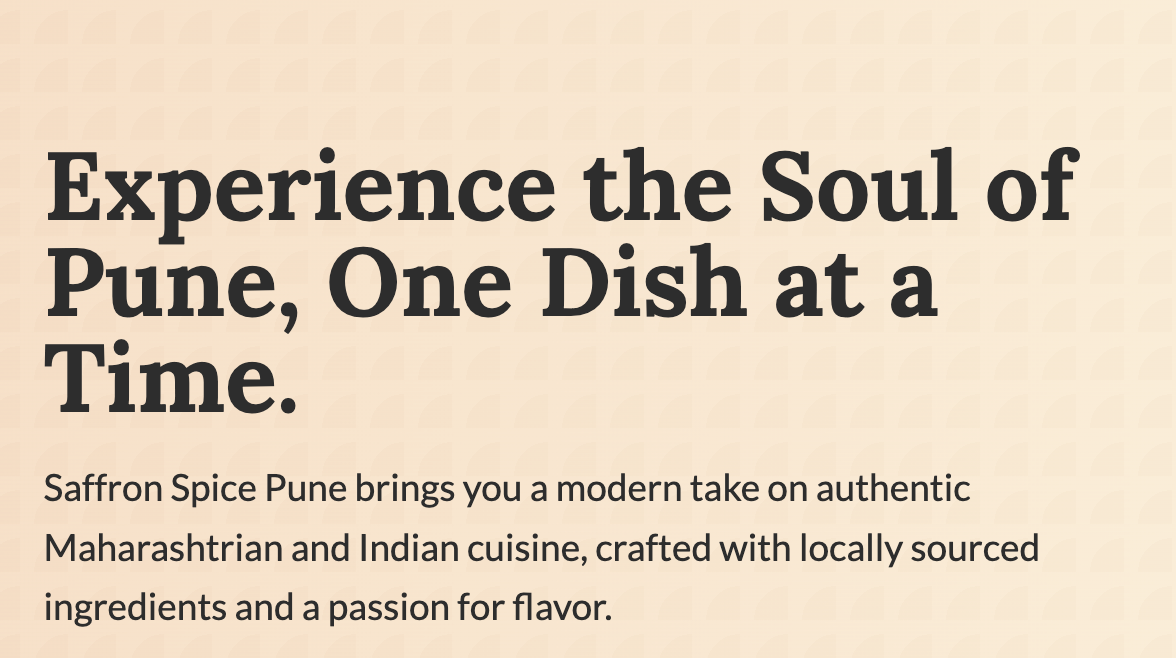 Experience the Soul of
Pune, One Dish at a
Time.
Saffron Spice Pune brings you a modern take on authentic
Maharashtrian and Indian cuisine, crafted with locally sourced
ingredients and a passion for flavor.